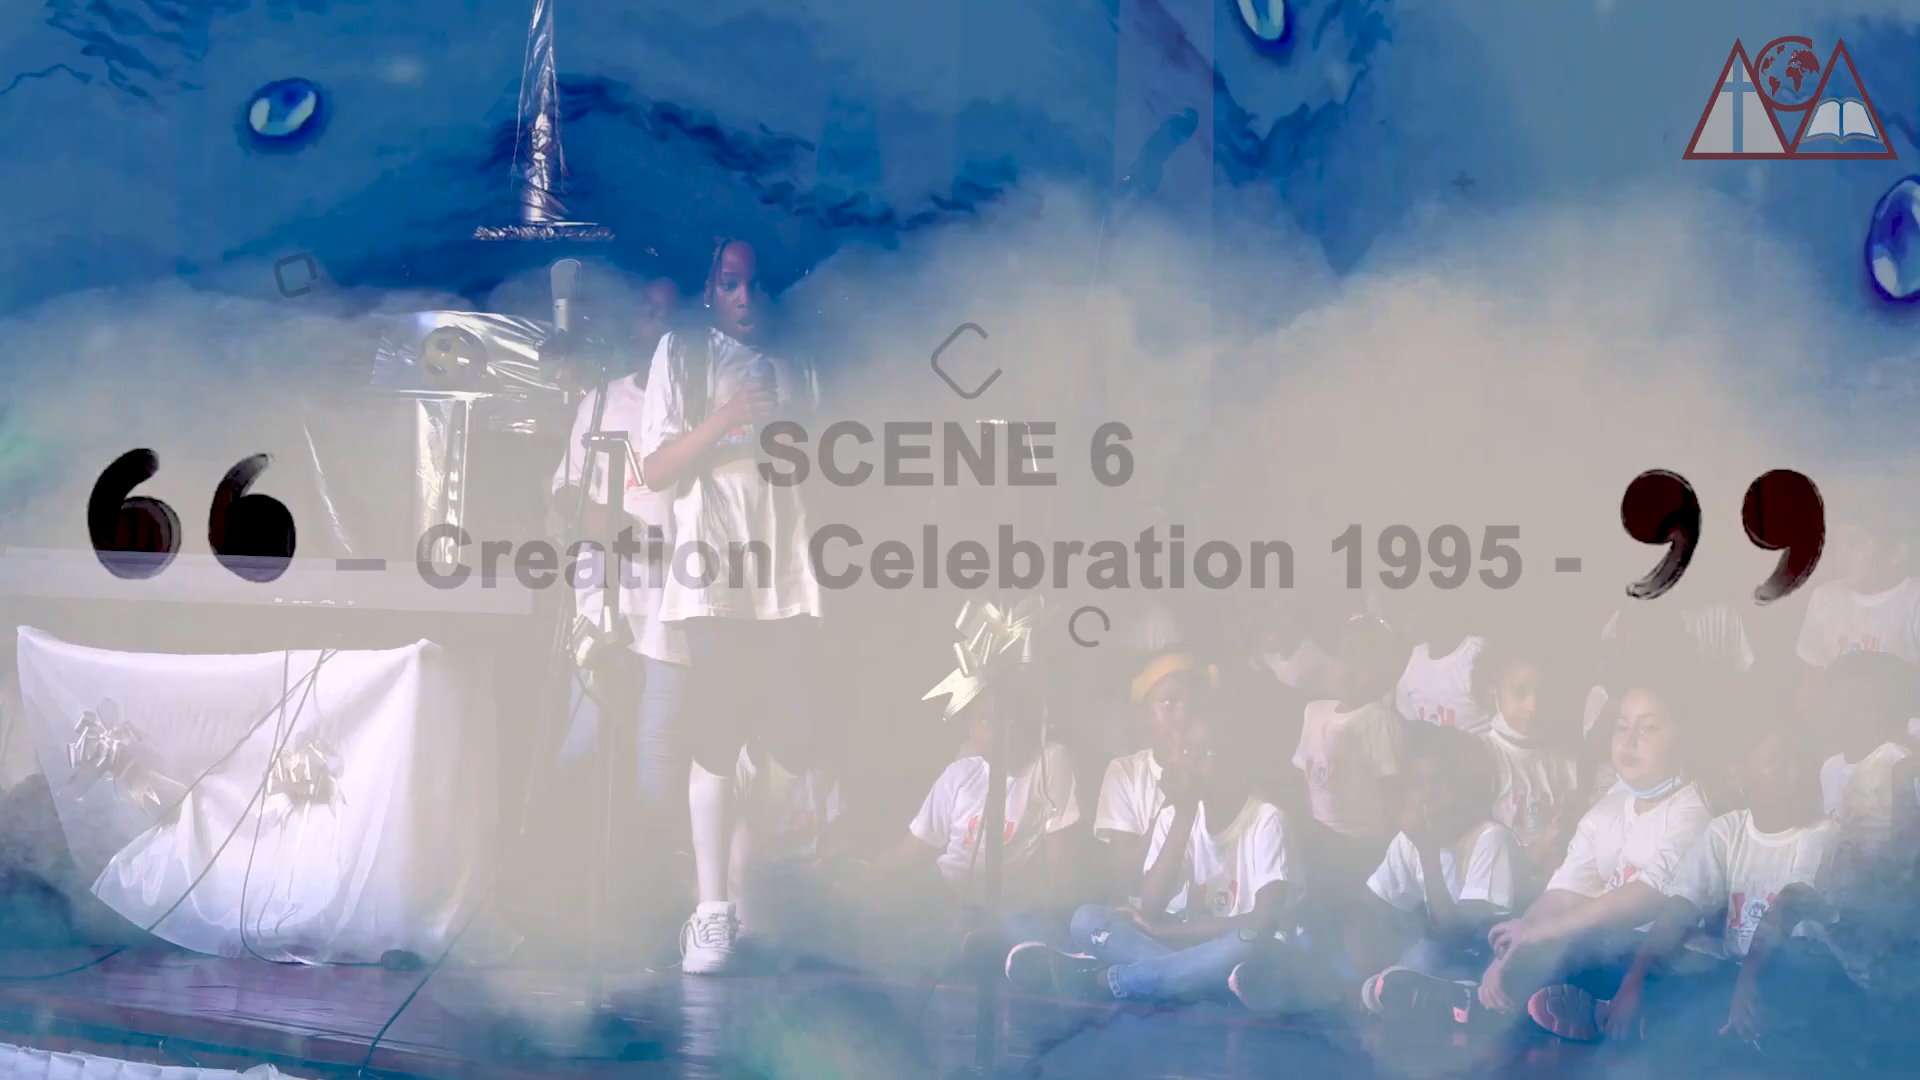 SCENE 6
“ – Creation Celebration 1995 - ”